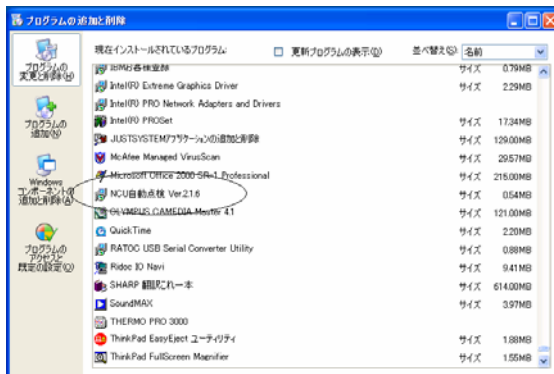 プログラムの追加と削除
プログラムの
変更と削除(H)
プログラムの
追加(N)
Windows
コンポーネントの
追加と削除(A)
プログラムの
アクセスと
既定の設定(O)
現在インストールされているプログラム:
更新プログラムの表示(D)
並べ替え(S): 名前
IBMお客様登録 サイズ 0.79MB
Intel(R) Extreme Graphics Driver サイズ 2.29MB
Intel(R) PRO Network Adapters and Drivers
Intel(R) PROSet サイズ 17.34MB
JUSTSYSTEMアプリケーションの追加と削除 サイズ 129.00MB
McAfee Managed VirusScan サイズ 29.57MB
Microsoft Office 2000 SR-1 Professional サイズ 215.00MB
NCU自動点検 Ver.2.1.6 サイズ 0.54MB
OLYMPUS CAMEDIA Master 4.1 サイズ 121.00MB
QuickTime サイズ 2.20MB
RATOC USB Serial Converter Utility サイズ 0.88MB
Ridoc IO Navi サイズ 9.41MB
SHARP 翻訳これ一本 サイズ 614.00MB
SoundMAX サイズ 3.97MB
THERMO PRO 3000
ThinkPad EasyEject ユーティリティ サイズ 1.88MB
ThinkPad FullScreen Magnifier サイズ 1.55MB